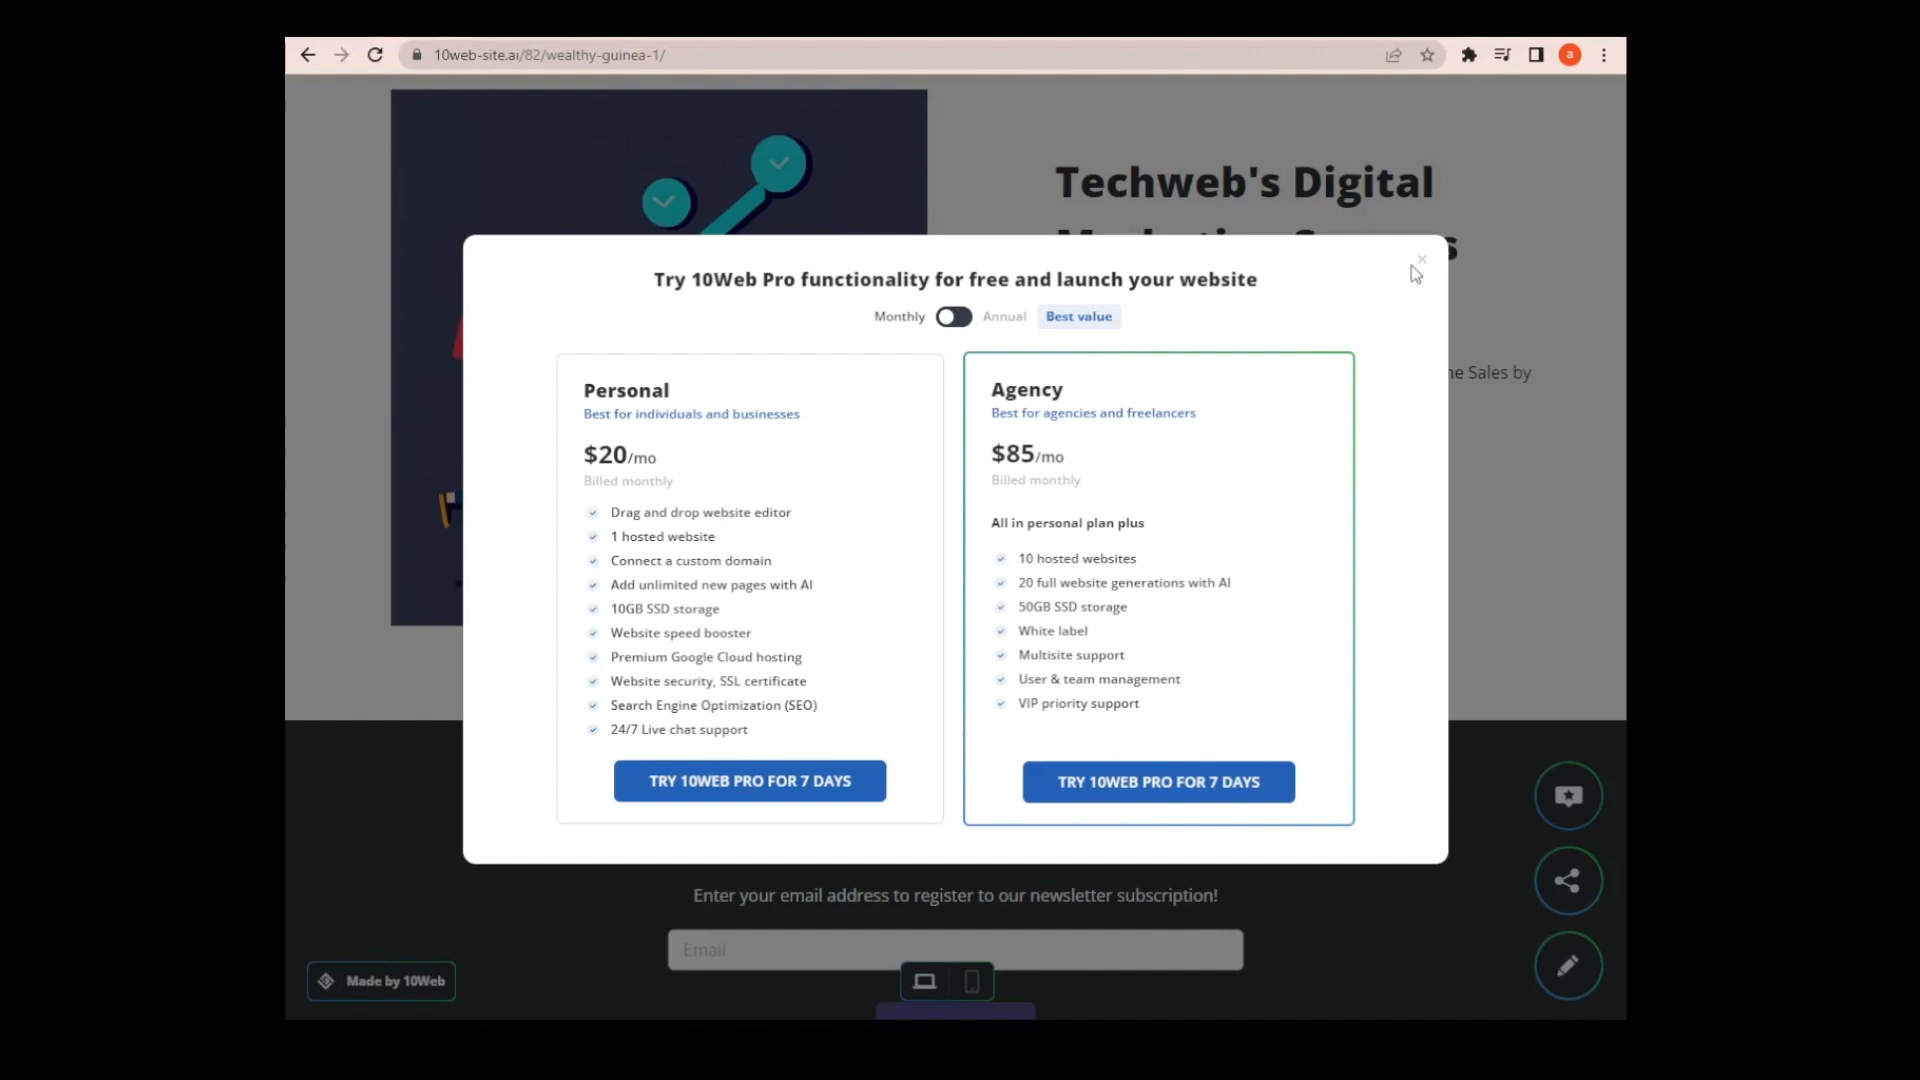 10web-site.ai/82/wealthy-guinea-1/
a
Techweb's Digital
Try 10Web Pro functionality for free and launch your website
Monthly Annual Best value
Personal
Best for individuals and businesses
$20/mo
Billed monthly
Drag and drop website editor
1 hosted website
Connect a custom domain
Add unlimited new pages with AI
10GB SSD storage
Website speed booster
Premium Google Cloud hosting
Website security, SSL certificate
Search Engine Optimization (SEO)
24/7 Live chat support
TRY 10WEB PRO FOR 7 DAYS
Agency
Best for agencies and freelancers
$85/mo
Billed monthly
All in personal plan plus
10 hosted websites
20 full website generations with AI
50GB SSD storage
White label
Multisite support
User & team management
VIP priority support
TRY 10WEB PRO FOR 7 DAYS
Sales by
Enter your email address to register to our newsletter subscription!
Email
Made by 10Web